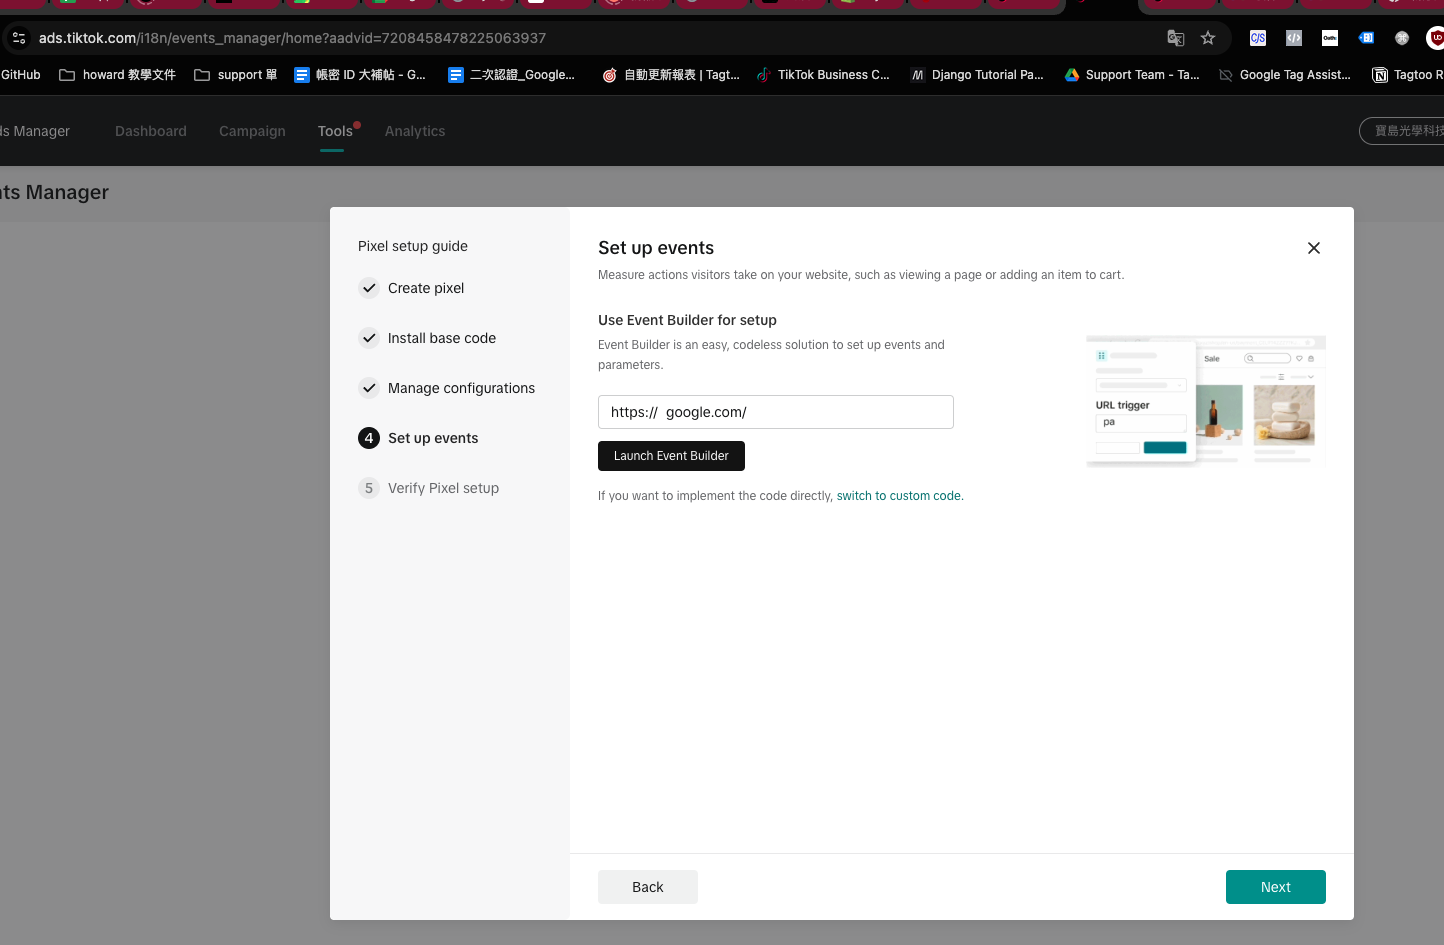 ads.tiktok.com/i18n/events_manager/home?aadvid=7208458478225063937
GitHub
howard 教學文件
support 單
帳密 ID 大補帖 - G...
二次認證_Google...
自動更新報表 | Tagt...
TikTok Business C...
Django Tutorial Pa...
Support Team - Ta...
Google Tag Assist...
Tagtoo R
ds Manager
Dashboard
Campaign
Tools
Analytics
寶島光學科技
nts Manager
Pixel setup guide
Create pixel
Install base code
Manage configurations
4 Set up events
5 Verify Pixel setup
Set up events
Measure actions visitors take on your website, such as viewing a page or adding an item to cart.
Use Event Builder for setup
Event Builder is an easy, codeless solution to set up events and
parameters.
https:// google.com/
Launch Event Builder
If you want to implement the code directly, switch to custom code.
Sale
URL trigger
pa
Back
Next